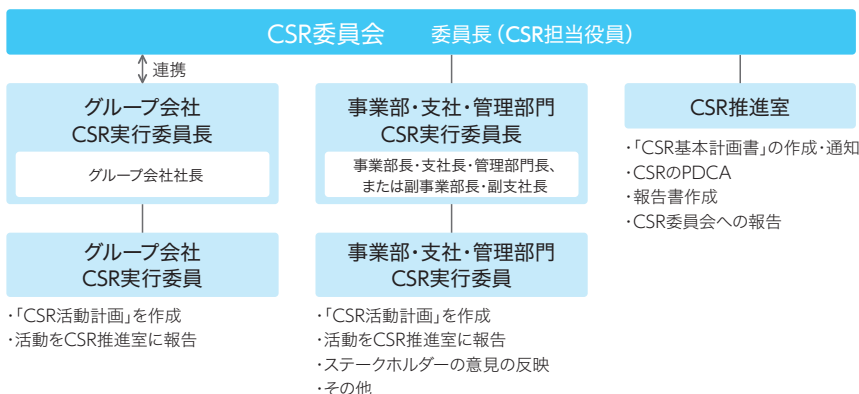 CSR委員会 委員長(CSR担当役員)
連携
グループ会社
CSR実行委員長
グループ会社社長
事業部・支社・管理部門
CSR実行委員長
事業部長・支社長・管理部門長、
または副事業部長・副支社長
CSR推進室
・「CSR基本計画書」の作成・通知
・CSRのPDCA
・報告書作成
・CSR委員会への報告
グループ会社
CSR実行委員
・「CSR活動計画」を作成
・活動をCSR推進室に報告
事業部・支社・管理部門
CSR実行委員
・「CSR活動計画」を作成
・活動をCSR推進室に報告
・ステークホルダーの意見の反映
・その他